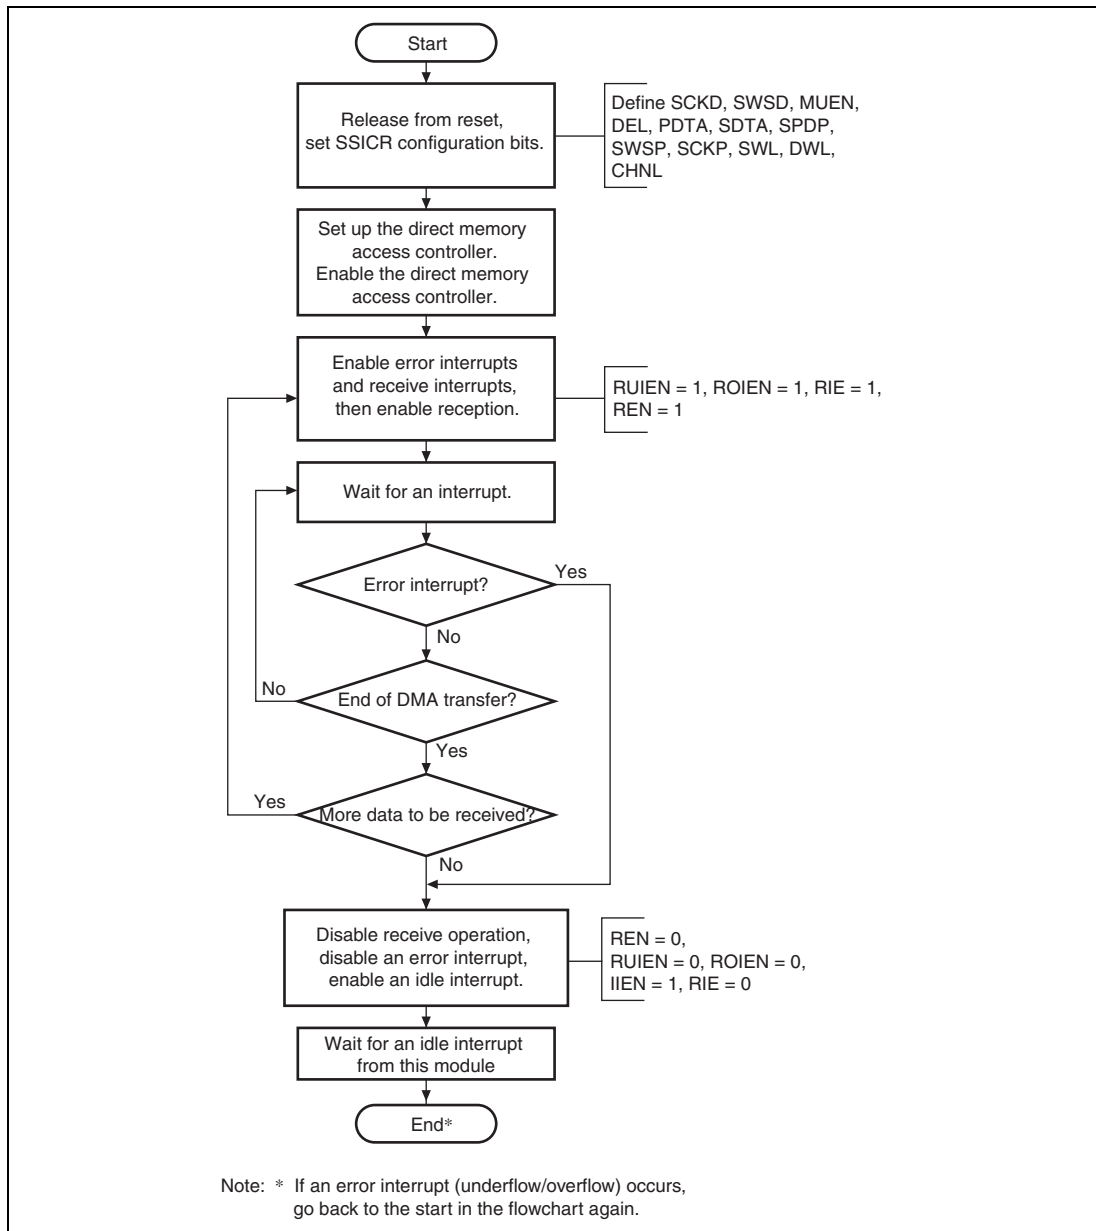 Start
Release from reset,
set SSICR configuration bits.
Define SCKD, SWSD, MUEN,
DEL, PDTA, SDTA, SPDP,
SWSP, SCKP, SWL, DWL,
CHNL
Set up the direct memory
access controller.
Enable the direct memory
access controller.
Enable error interrupts
and receive interrupts,
then enable reception.
RUIEN = 1, ROIEN = 1, RIE = 1,
REN = 1
Wait for an interrupt.
Error interrupt?
Yes
No
End of DMA transfer?
No
Yes
More data to be received?
Yes
No
Disable receive operation,
disable an error interrupt,
enable an idle interrupt.
REN = 0,
RUIEN = 0, ROIEN = 0,
IIEN = 1, RIE = 0
Wait for an idle interrupt
from this module
End*
Note: * If an error interrupt (underflow/overflow) occurs,
go back to the start in the flowchart again.